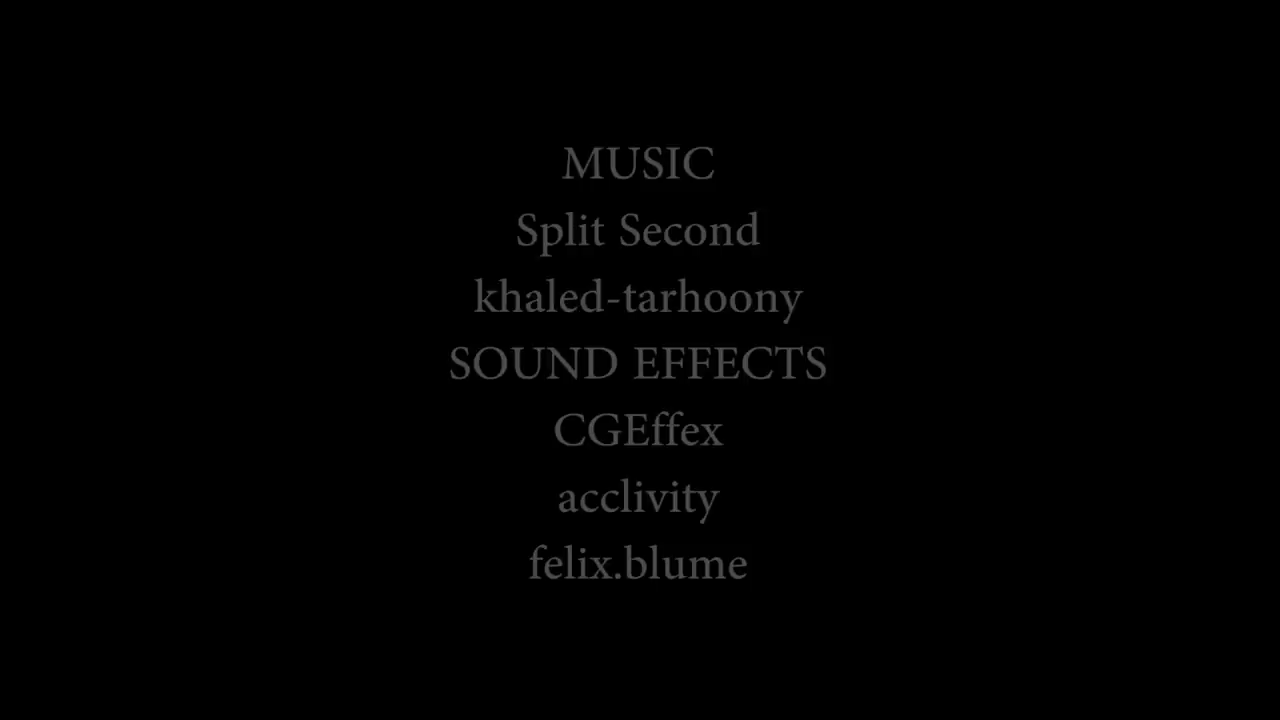 MUSIC
Split Second
khaled-tarhoony
SOUND EFFECTS
CGEffex
acclivity
felix.blume